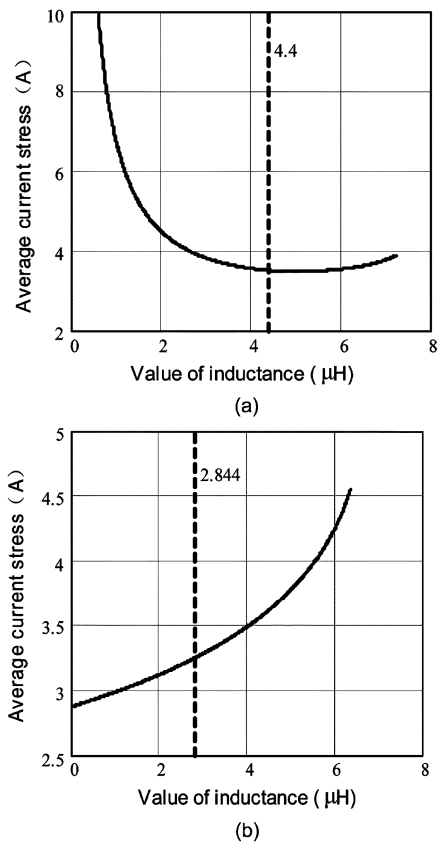 10
8
6
4
2
Average current stress（A）
4.4
0 2 4 6 8
Value of inductance ( μH)
(a)
5
4.5
4
3.5
3
2.5
Average current stress（A）
2.844
0 2 4 6 8
Value of inductance ( μH)
(b)